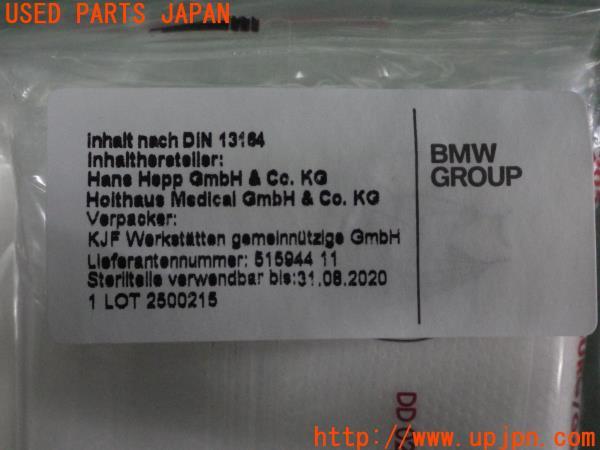 USED PARTS JAPAN
Inhalt nach DIN 13164
Inhalthersteller:
Hans Hepp GmbH & Co. KG
Holthaus Medical GmbH & Co. KG
Verpacker:
KJF Werkstätten gemeinnützige GmbH
Lieferantennummer: 515944 11
Sterilteile verwendbar bis:31.08.2020
1 LOT 2500215
BMW
GROUP
DD
http://www.upjpn.com/